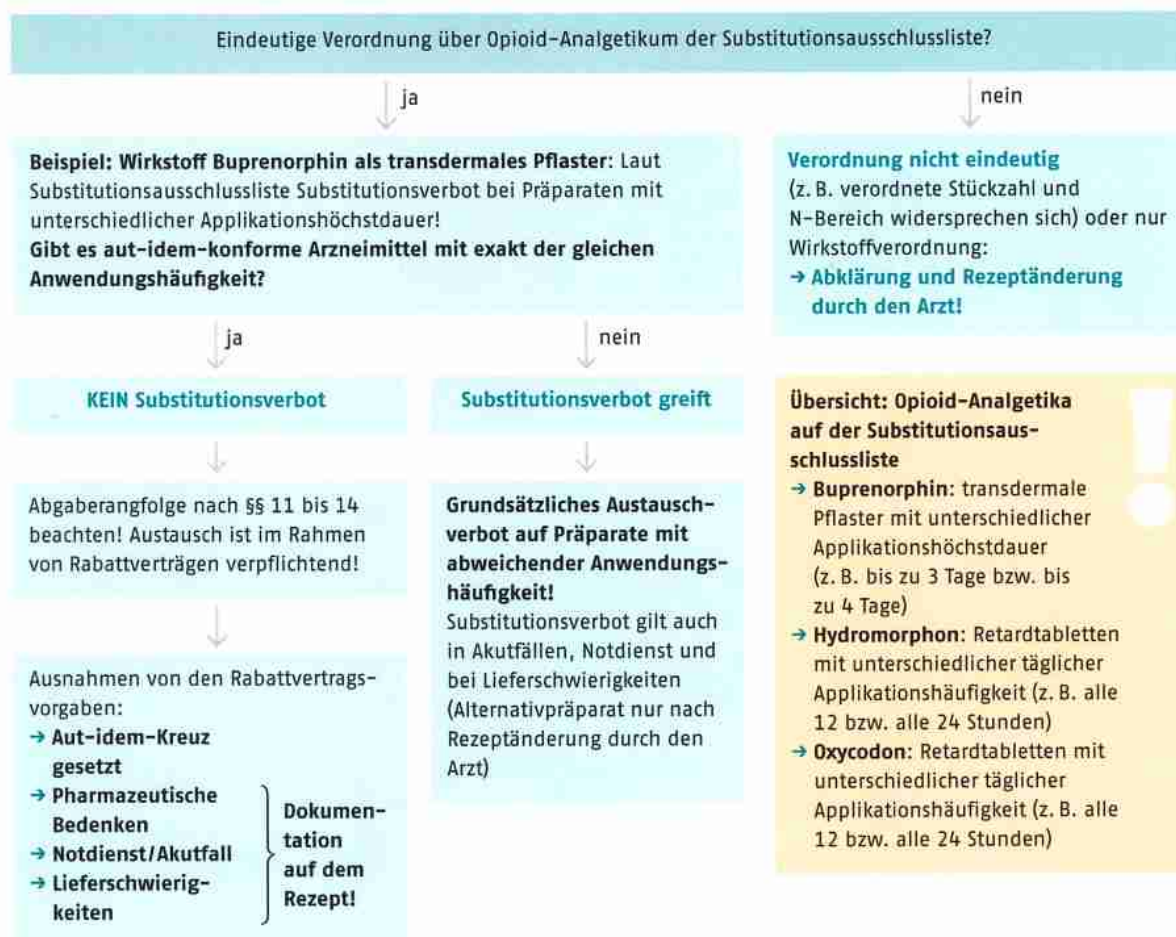 Eindeutige Verordnung über Opioid-Analgetikum der Substitutionsausschlussliste?
ja
nein
Beispiel: Wirkstoff Buprenorphin als transdermales Pflaster: Laut
Substitutionsausschlussliste Substitutionsverbot bei Präparaten mit
unterschiedlicher Applikationshöchstdauer!
Gibt es aut-idem-konforme Arzneimittel mit exakt der gleichen
Anwendungshäufigkeit?
Verordnung nicht eindeutig
(z. B. verordnete Stückzahl und
N-Bereich widersprechen sich) oder nur
Wirkstoffverordnung:
→ Abklärung und Rezeptänderung
durch den Arzt!
ja
nein
KEIN Substitutionsverbot
Abgaberangfolge nach §§ 11 bis 14
beachten! Austausch ist im Rahmen
von Rabattverträgen verpflichtend!
Ausnahmen von den Rabattvertrags-
vorgaben:
→ Aut-idem-Kreuz
gesetzt
→ Pharmazeutische
Bedenken
→ Notdienst/Akutfall
→ Lieferschwierig-
keiten
Dokumen-
tation
auf dem
Rezept!
Substitutionsverbot greift
Grundsätzliches Austausch-
verbot auf Präparate mit
abweichender Anwendungs-
häufigkeit!
Substitutionsverbot gilt auch
in Akutfällen, Notdienst und
bei Lieferschwierigkeiten
(Alternativpräparat nur nach
Rezeptänderung durch den
Arzt)
Übersicht: Opioid-Analgetika
auf der Substitutionsaus-
schlussliste
!
→ Buprenorphin: transdermale
Pflaster mit unterschiedlicher
Applikationshöchstdauer
(z. B. bis zu 3 Tage bzw. bis
zu 4 Tage)
→ Hydromorphon: Retardtabletten
mit unterschiedlicher täglicher
Applikationshäufigkeit (z. B. alle
12 bzw. alle 24 Stunden)
→ Oxycodon: Retardtabletten mit
unterschiedlicher täglicher
Applikationshäufigkeit (z. B. alle
12 bzw. alle 24 Stunden)